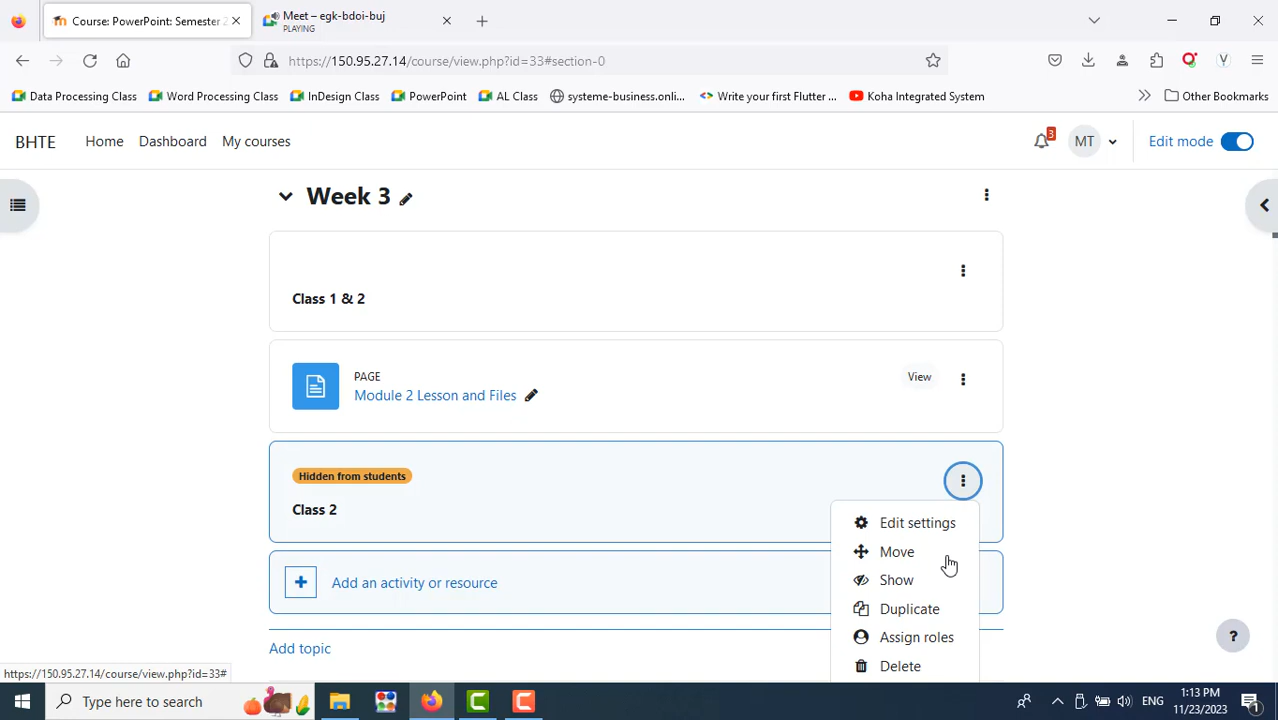 Course: PowerPoint: Semester 2
Meet – egk-bdoi-buj
PLAYING
https://150.95.27.14/course/view.php?id=33#section-0
Data Processing Class
Word Processing Class
InDesign Class
PowerPoint
AL Class
systeme-business.onli...
Write your first Flutter ...
Koha Integrated System
Other Bookmarks
BHTE
Home
Dashboard
My courses
3
MT
Edit mode
Week 3
Class 1 & 2
PAGE
Module 2 Lesson and Files
View
Hidden from students
Class 2
Edit settings
Move
Show
Duplicate
Assign roles
Delete
Add an activity or resource
Add topic
?
https://150.95.27.14/course/view.php?id=33#
Type here to search
ENG
1:13 PM
11/23/2023
1